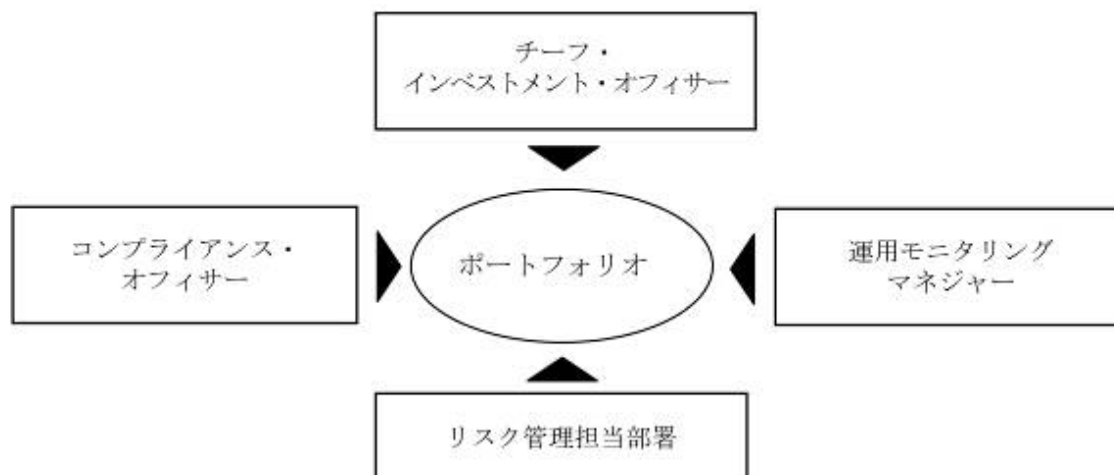 チーフ・
インベストメント・オフィサー
コンプライアンス・
オフィサー
ポートフォリオ
運用モニタリング
マネジャー
リスク管理担当部署